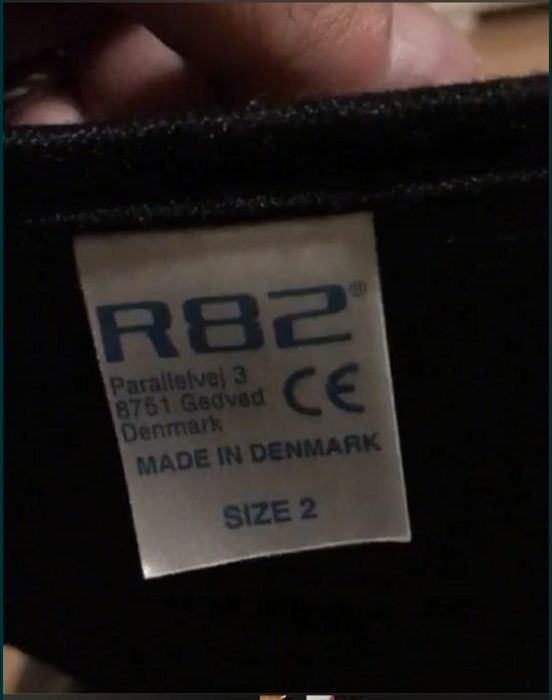 R82®
Parallelvej 3
8751 Gedved
Denmark
CE
MADE IN DENMARK
SIZE 2